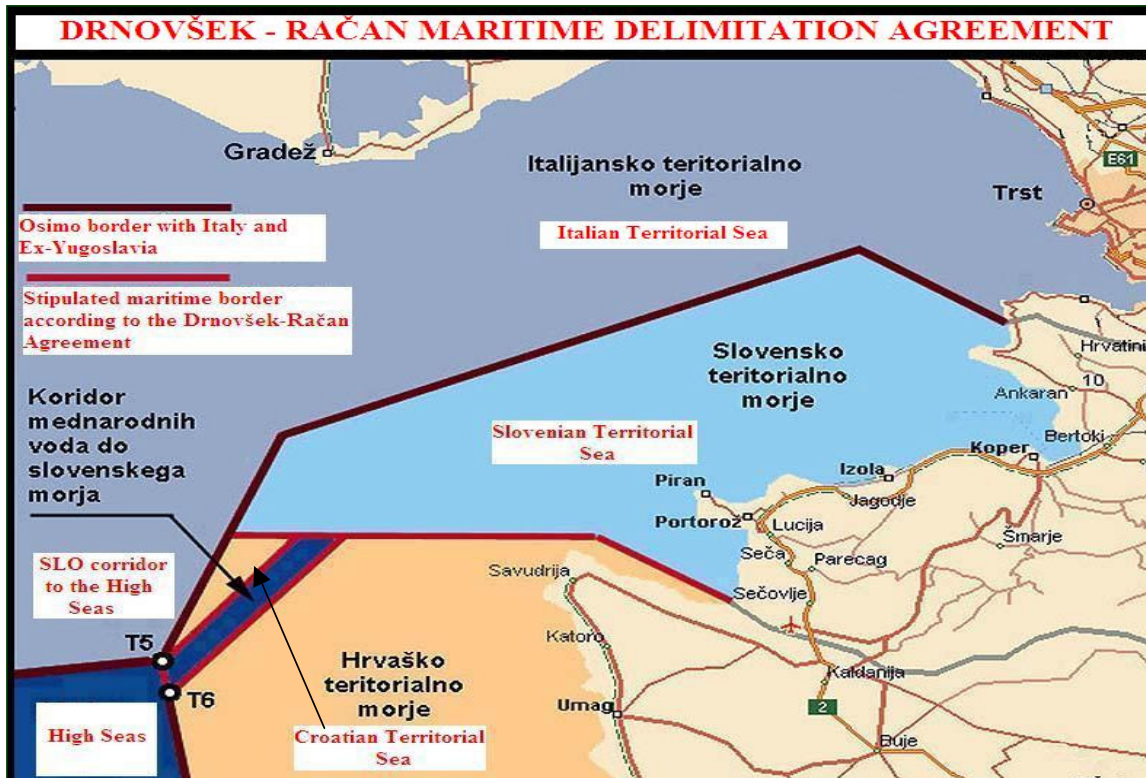 DRNOVŠEK - RAČAN MARITIME DELIMITATION AGREEMENT
Gradež
Italijansko teritorialno
morje
Italian Territorial Sea
E61
Trst
Osimo border with Italy and
Ex-Yugoslavia
Stipulated maritime border
according to the Drnovšek-Račan
Agreement
Koridor
mednarodnih
voda do
slovenskega
morja
SLO corridor
to the High
Seas
Slovensko
teritorialno
morje
Slovenian Territorial
Sea
Hrvatini
10
Ankaran
Bertoki
Koper
Izola
Jagodje
Piran
Portorož
Lucija
Šmarje
Seča
Parecag
Savudrija
Sečovlje
Katoro
Kaldanija
T5
T6
Hrvaško
teritorialno
morje
Croatian Territorial
Sea
High Seas
Umag
2
Buje